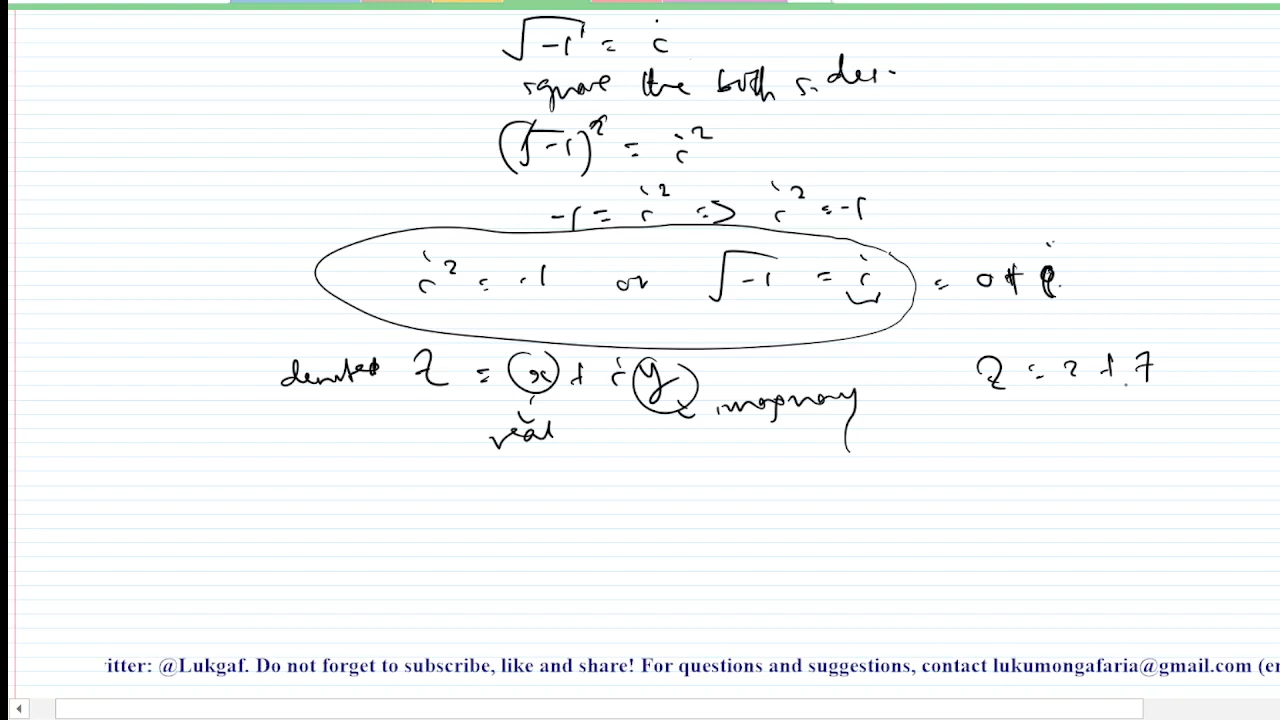 √-1 = i
square the both sides.
(√-1)² = i²
-1 = i² => i² = -1
i² = -1 or √-1 = i = 0 + i
denoted Z = x + iy Z = 2 + 7
real imaginary
itter: @Lukgaf. Do not forget to subscribe, like and share! For questions and suggestions, contact lukumongafaria@gmail.com (er